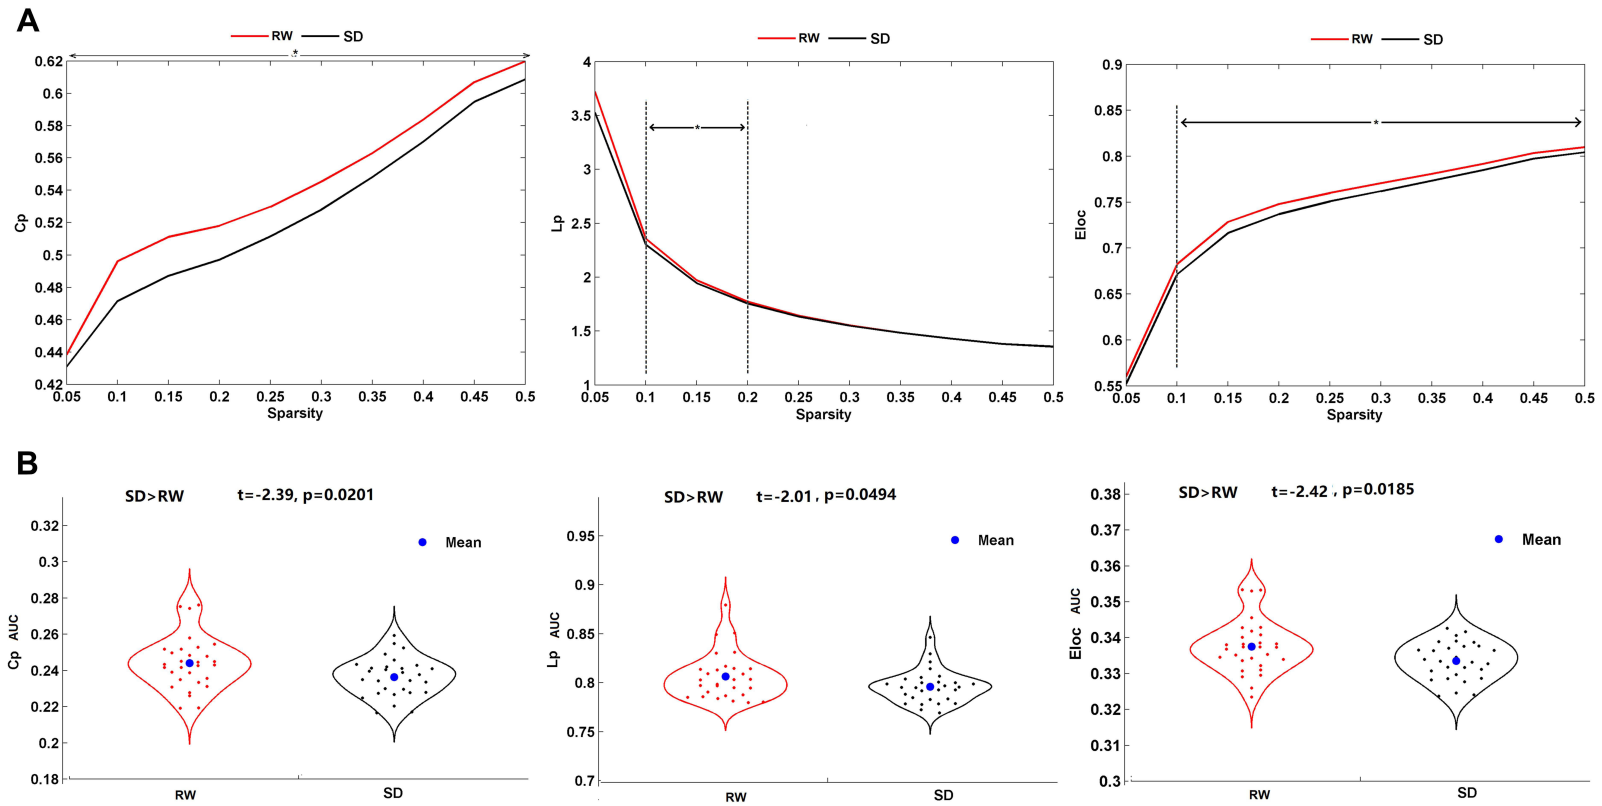 A
RW SD
*
0.62
0.6
0.58
0.56
0.54
0.52
0.5
0.48
0.46
0.44
0.42
Cp
0.05 0.1 0.15 0.2 0.25 0.3 0.35 0.4 0.45 0.5
Sparsity
RW SD
4
3.5
3
2.5
2
1.5
1
Lp
*
0.05 0.1 0.15 0.2 0.25 0.3 0.35 0.4 0.45 0.5
Sparsity
RW SD
0.9
0.85
0.8
0.75
0.7
0.65
0.6
0.55
Eloc
*
0.05 0.1 0.15 0.2 0.25 0.3 0.35 0.4 0.45 0.5
Sparsity
B
SD>RW t=-2.39, p=0.0201
Mean
0.32
0.3
0.28
0.26
0.24
0.22
0.2
0.18
Cp AUC
RW SD
SD>RW t=-2.01, p=0.0494
Mean
0.95
0.9
0.85
0.8
0.75
0.7
Lp AUC
RW SD
SD>RW t=-2.42, p=0.0185
Mean
0.38
0.37
0.36
0.35
0.34
0.33
0.32
0.31
0.3
Eloc AUC
RW SD